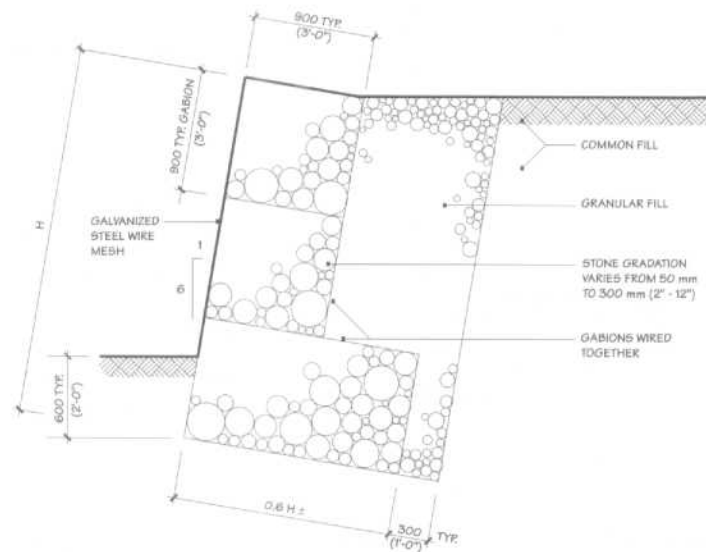 900 TYP.
(3'-0")
900 TYP. GABION
(3'-0")
H
GALVANIZED
STEEL WIRE
MESH
1
6
COMMON FILL
GRANULAR FILL
STONE GRADATION
VARIES FROM 50 mm
TO 300 mm (2" - 12")
GABIONS WIRED
TOGETHER
600 TYP.
(2'-0")
0.6 H ±
300
(1'-0")
TYP.